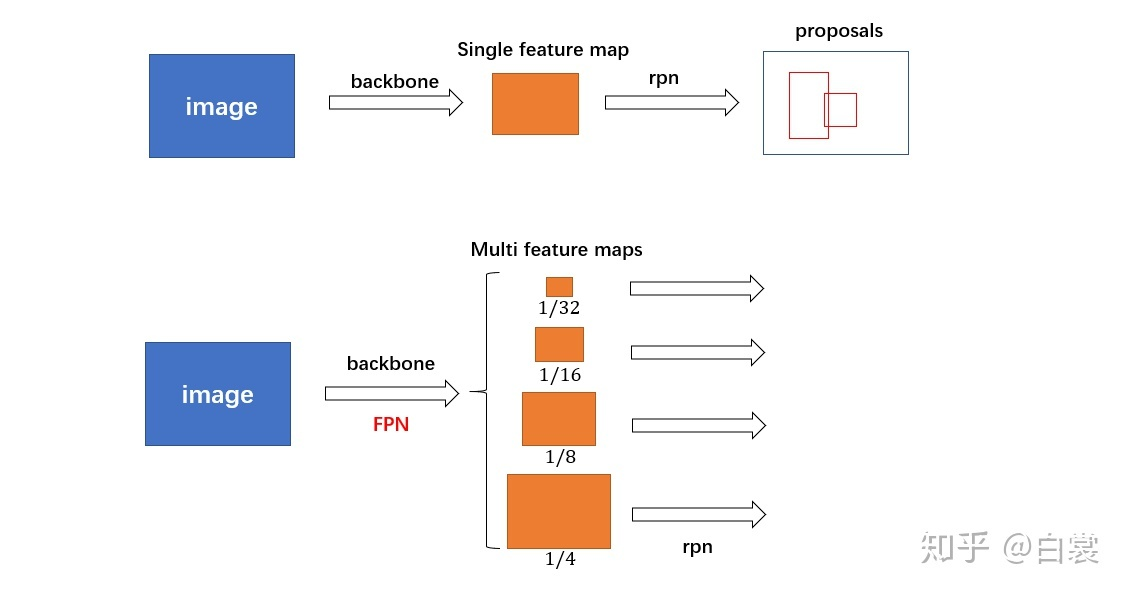 proposals
Single feature map
image
backbone
rpn
Multi feature maps
1/32
1/16
image
backbone
FPN
1/8
1/4
rpn
知乎 @白裳